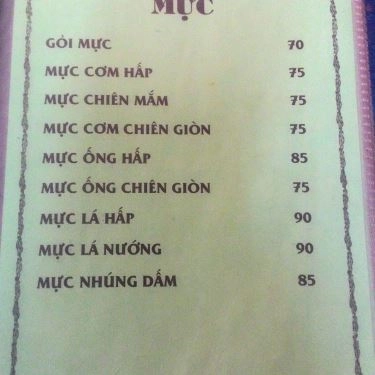 MỰC
GỎI MỰC 70
MỰC CƠM HẤP 75
MỰC CHIÊN MẮM 75
MỰC CƠM CHIÊN GIÒN 75
MỰC ỐNG HẤP 85
MỰC ỐNG CHIÊN GIÒN 75
MỰC LÁ HẤP 90
MỰC LÁ NƯỚNG 90
MỰC NHÚNG DẤM 85